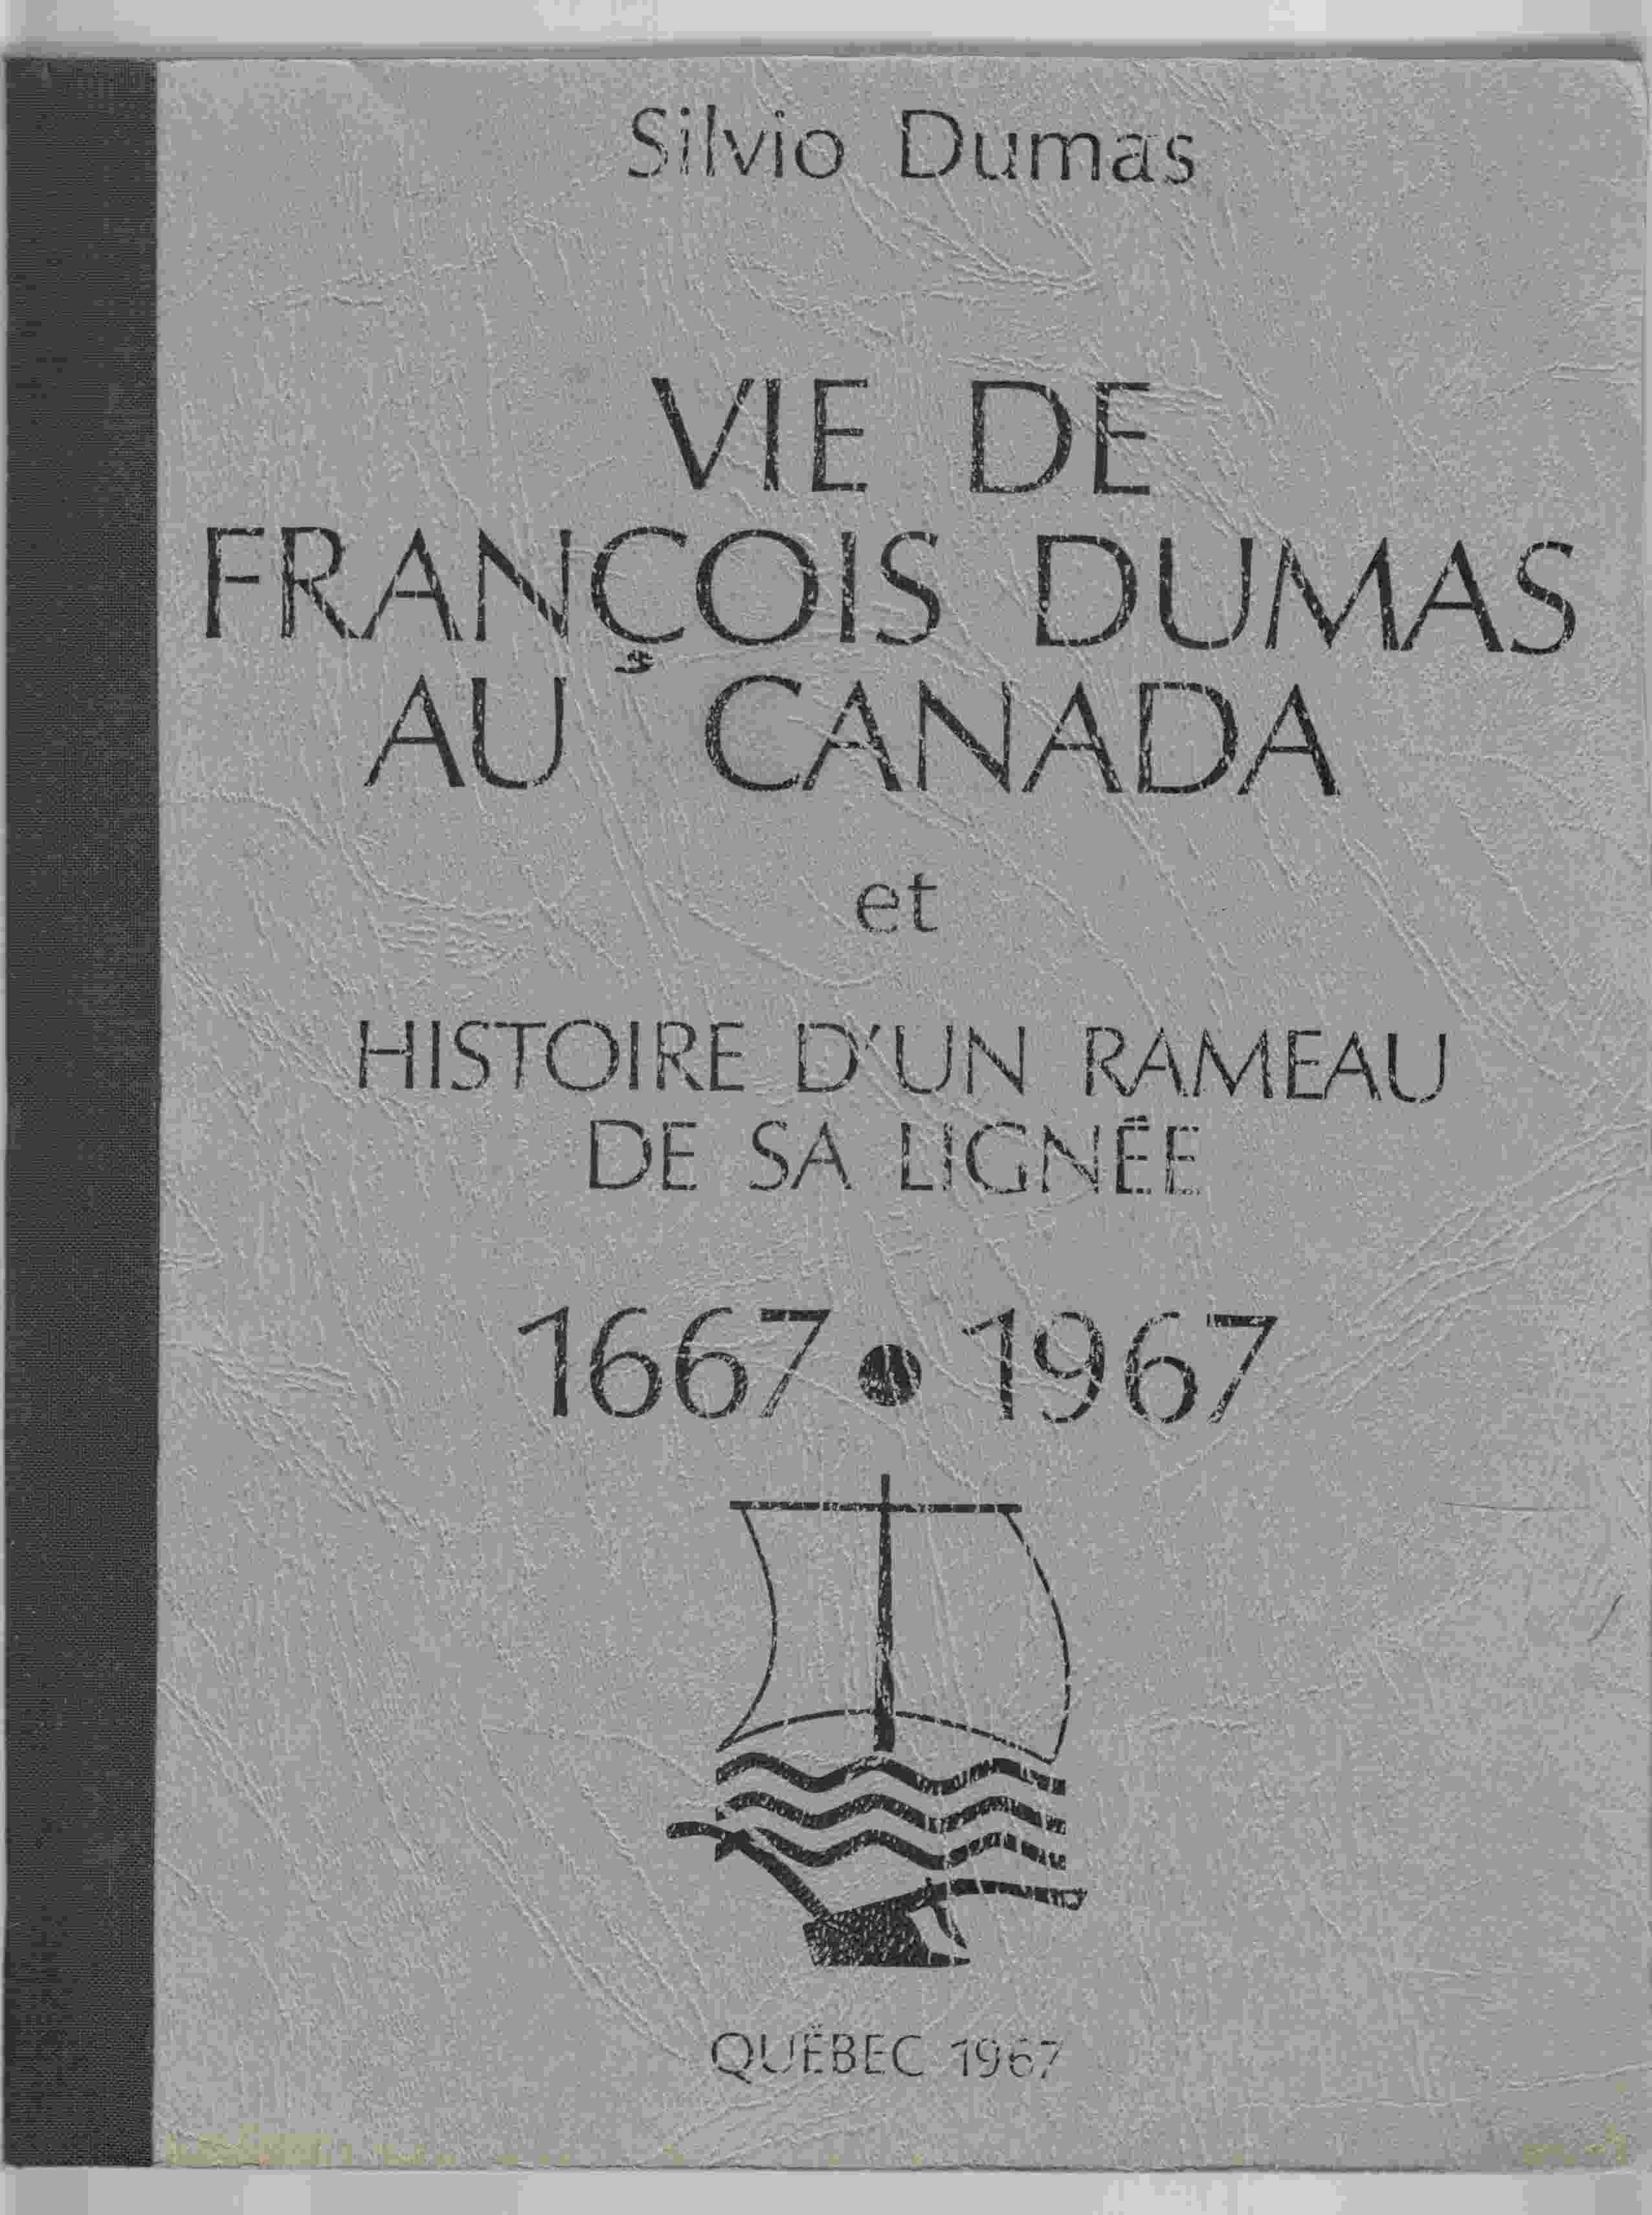 Silvio Dumas
VIE DE
FRANÇOIS DUMAS
AU CANADA
et
HISTOIRE D'UN RAMEAU
DE SA LIGNÉE
1667 • 1967
QUÉBEC 1967